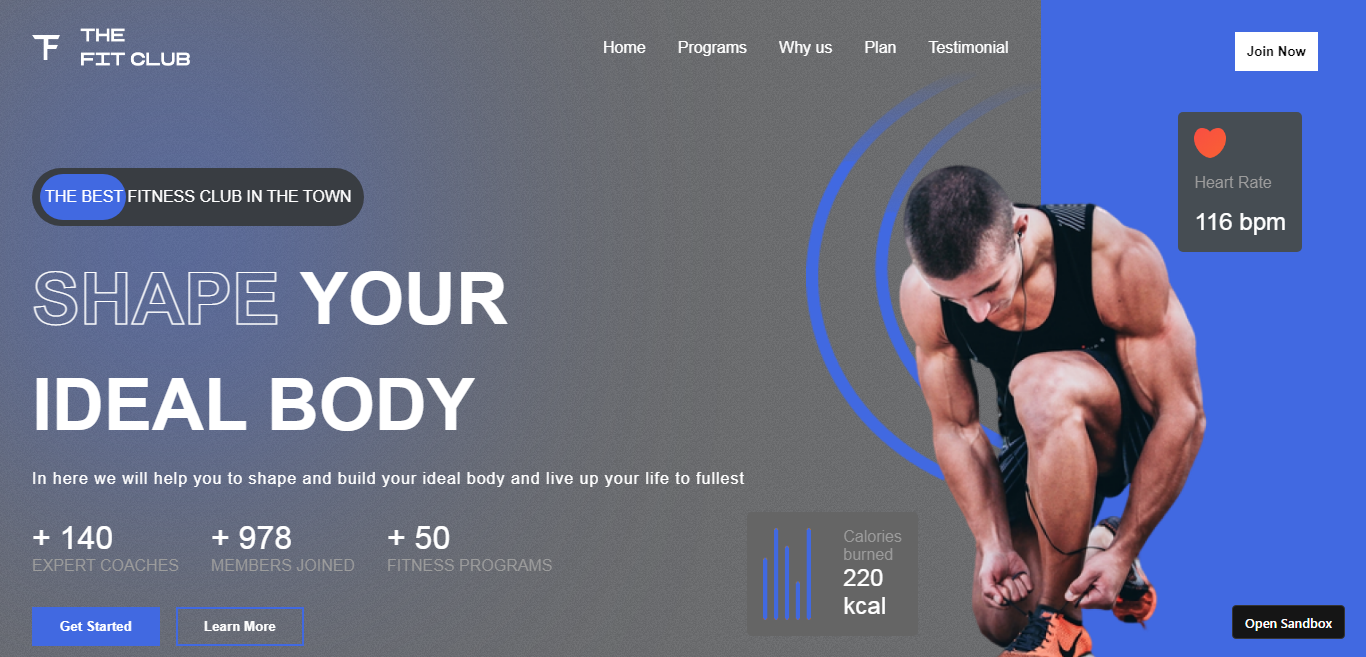 THE
FIT CLUB
Home Programs Why us Plan Testimonial
Join Now
Heart Rate
116 bpm
THE BEST FITNESS CLUB IN THE TOWN
SHAPE YOUR
IDEAL BODY
In here we will help you to shape and build your ideal body and live up your life to fullest
+ 140 + 978 + 50
EXPERT COACHES MEMBERS JOINED FITNESS PROGRAMS
Calories
burned
220
kcal
Get Started Learn More
Open Sandbox